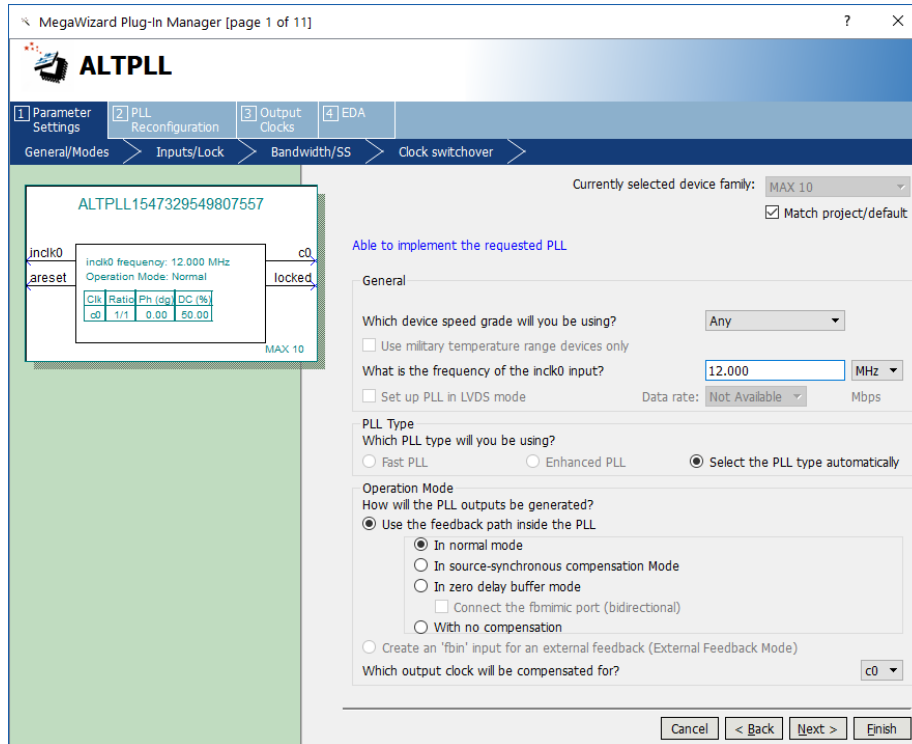 MegaWizard Plug-In Manager [page 1 of 11]
?
ALTPLL
1 Parameter Settings
2 PLL Reconfiguration
3 Output Clocks
4 EDA
General/Modes
Inputs/Lock
Bandwidth/SS
Clock switchover
ALTPLL1547329549807557
inclk0
areset
inclk0 frequency: 12.000 MHz
Operation Mode: Normal
Clk Ratio Ph (dg) DC (%)
c0 1/1 0.00 50.00
c0
locked
MAX 10
Currently selected device family: MAX 10
Match project/default
Able to implement the requested PLL
General
Which device speed grade will you be using? Any
Use military temperature range devices only
What is the frequency of the inclk0 input? 12.000 MHz
Set up PLL in LVDS mode Data rate: Not Available Mbps
PLL Type
Which PLL type will you be using?
Fast PLL Enhanced PLL Select the PLL type automatically
Operation Mode
How will the PLL outputs be generated?
Use the feedback path inside the PLL
In normal mode
In source-synchronous compensation Mode
In zero delay buffer mode
Connect the fbmimic port (bidirectional)
With no compensation
Create an 'fbin' input for an external feedback (External Feedback Mode)
Which output clock will be compensated for? c0
Cancel < Back Next > Finish